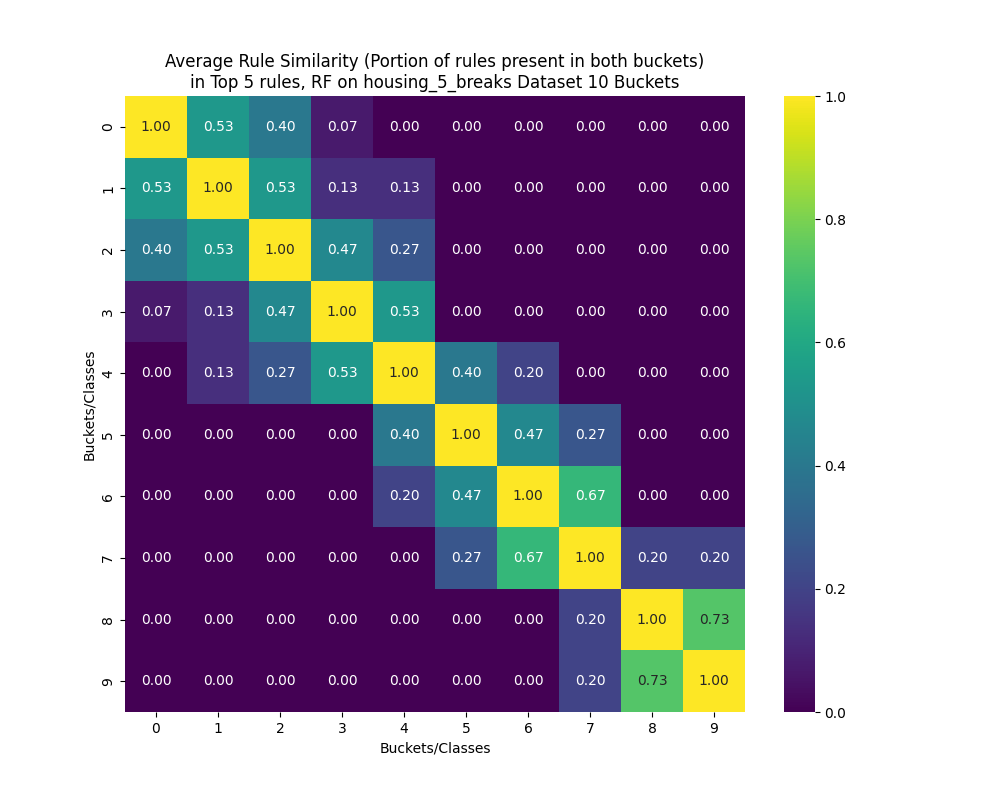 Average Rule Similarity (Portion of rules present in both buckets)
in Top 5 rules, RF on housing_5_breaks Dataset 10 Buckets
0 1.00 0.53 0.40 0.07 0.00 0.00 0.00 0.00 0.00 0.00
1 0.53 1.00 0.53 0.13 0.13 0.00 0.00 0.00 0.00 0.00
2 0.40 0.53 1.00 0.47 0.27 0.00 0.00 0.00 0.00 0.00
3 0.07 0.13 0.47 1.00 0.53 0.00 0.00 0.00 0.00 0.00
4 0.00 0.13 0.27 0.53 1.00 0.40 0.20 0.00 0.00 0.00
5 0.00 0.00 0.00 0.00 0.40 1.00 0.47 0.27 0.00 0.00
6 0.00 0.00 0.00 0.00 0.20 0.47 1.00 0.67 0.00 0.00
7 0.00 0.00 0.00 0.00 0.00 0.27 0.67 1.00 0.20 0.20
8 0.00 0.00 0.00 0.00 0.00 0.00 0.00 0.20 1.00 0.73
9 0.00 0.00 0.00 0.00 0.00 0.00 0.00 0.20 0.73 1.00
0 1 2 3 4 5 6 7 8 9
Buckets/Classes
Buckets/Classes
1.0
0.8
0.6
0.4
0.2
0.0